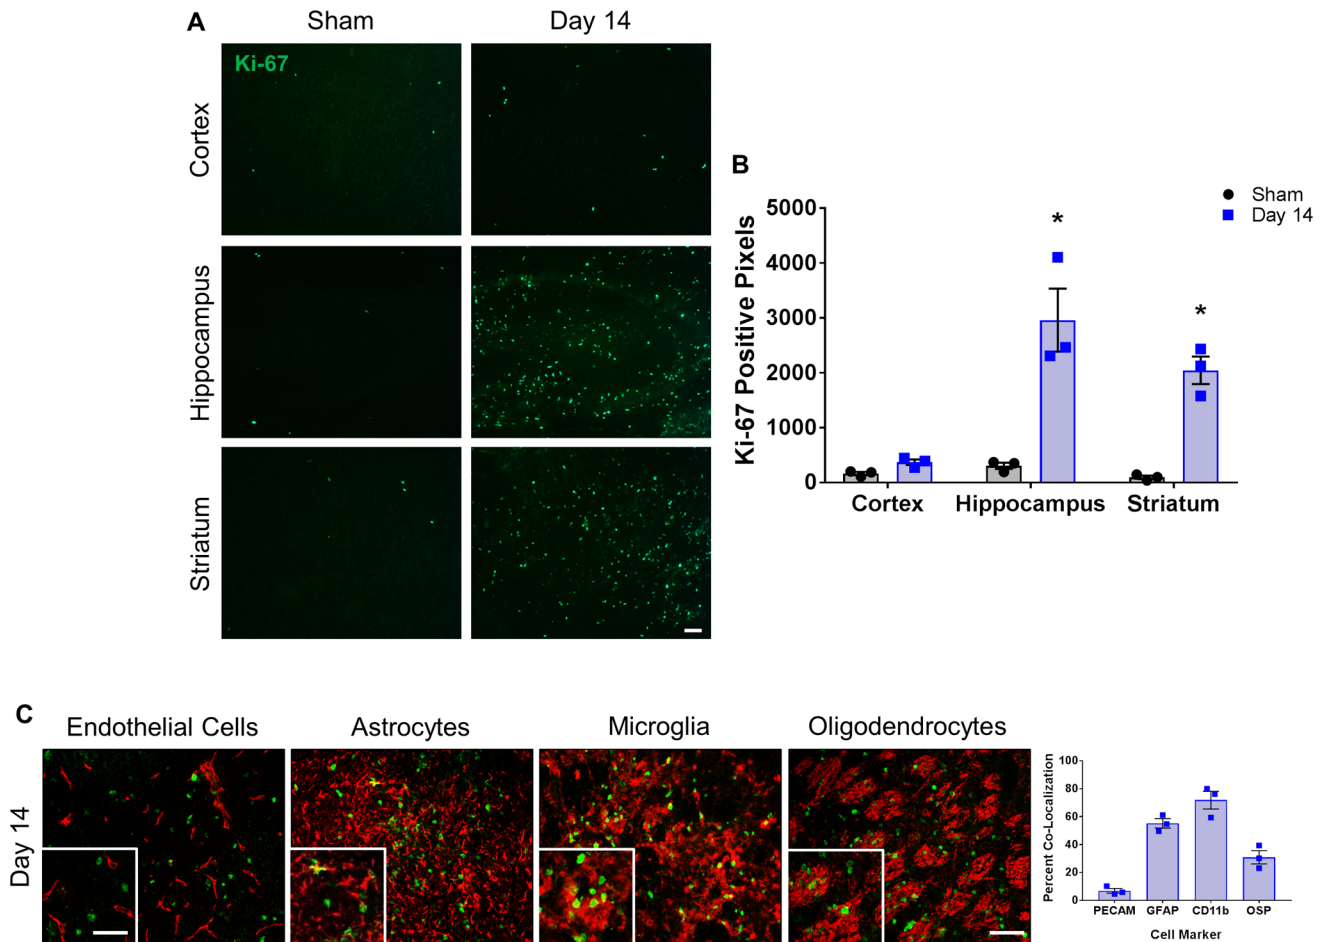 A
Sham
Day 14
Ki-67
Cortex
Hippocampus
Striatum
B
Sham
Day 14
Ki-67 Positive Pixels
5000
4000
3000
2000
1000
0
*
*
Cortex
Hippocampus
Striatum
C
Endothelial Cells
Astrocytes
Microglia
Oligodendrocytes
Day 14
Percent Co-Localization
100
80
60
40
20
0
PECAM
GFAP
CD11b
OSP
Cell Marker